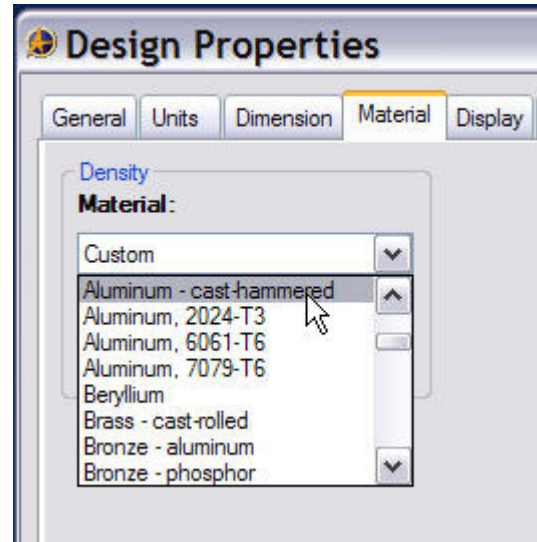 Design Properties
General Units Dimension Material Display
Density
Material:
Custom
Aluminum - cast-hammered
Aluminum, 2024-T3
Aluminum, 6061-T6
Aluminum, 7079-T6
Beryllium
Brass - cast-rolled
Bronze - aluminum
Bronze - phosphor